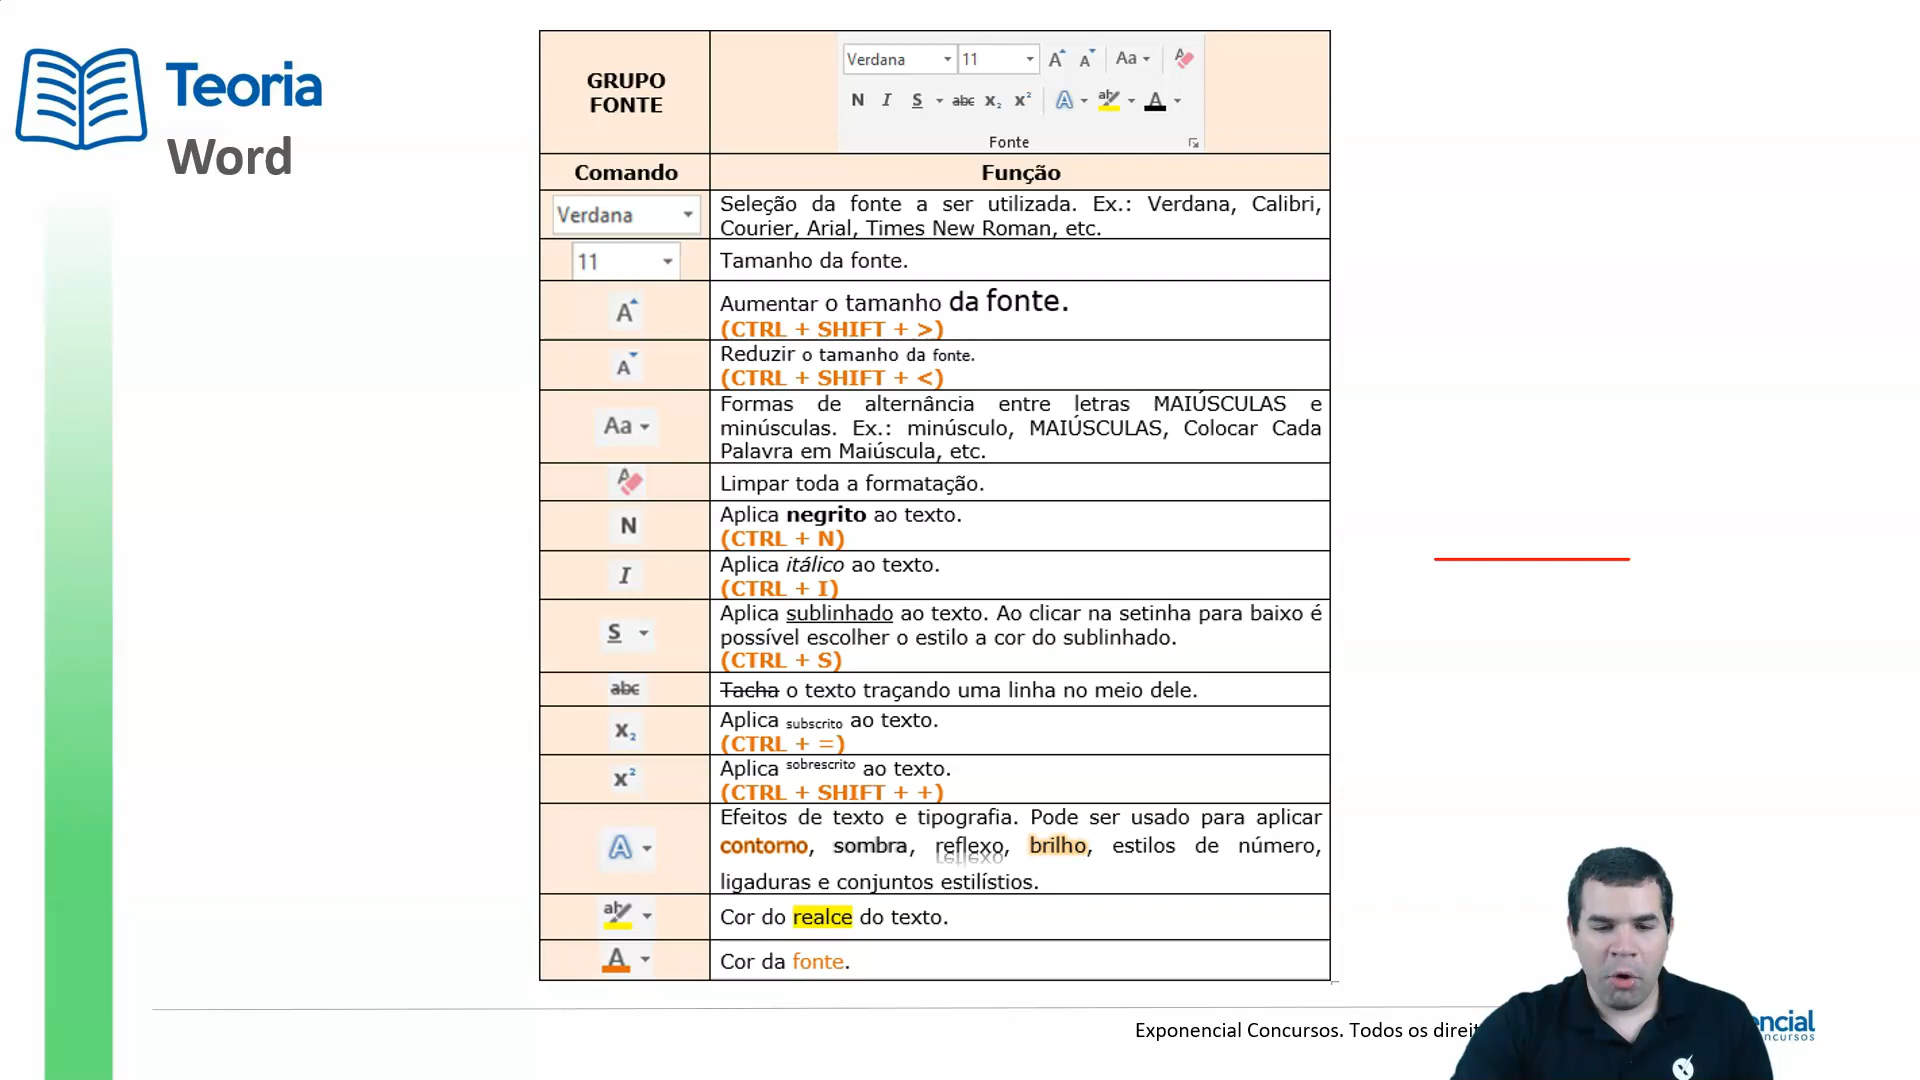 Teoria
Word
GRUPO
FONTE
Verdana 11 A A Aa A
N I S abc x₂ x² A ab A
Fonte
Comando Função
Verdana
Seleção da fonte a ser utilizada. Ex.: Verdana, Calibri,
Courier, Arial, Times New Roman, etc.
11
Tamanho da fonte.
A
Aumentar o tamanho da fonte.
(CTRL + SHIFT + >)
A
Reduzir o tamanho da fonte.
(CTRL + SHIFT + <)
Aa
Formas de alternância entre letras MAIÚSCULAS e
minúsculas. Ex.: minúsculo, MAIÚSCULAS, Colocar Cada
Palavra em Maiúscula, etc.
A
Limpar toda a formatação.
N
Aplica negrito ao texto.
(CTRL + N)
I
Aplica itálico ao texto.
(CTRL + I)
S
Aplica sublinhado ao texto. Ao clicar na setinha para baixo é
possível escolher o estilo a cor do sublinhado.
(CTRL + S)
abc
Tacha o texto traçando uma linha no meio dele.
x₂
Aplica subscrito ao texto.
(CTRL + =)
x²
Aplica sobrescrito ao texto.
(CTRL + SHIFT + +)
A
Efeitos de texto e tipografia. Pode ser usado para aplicar
contorno, sombra, reflexo, brilho, estilos de número,
ligaduras e conjuntos estilístios.
ab
Cor do realce do texto.
A
Cor da fonte.
Exponencial Concursos. Todos os direit
encial
oncursos